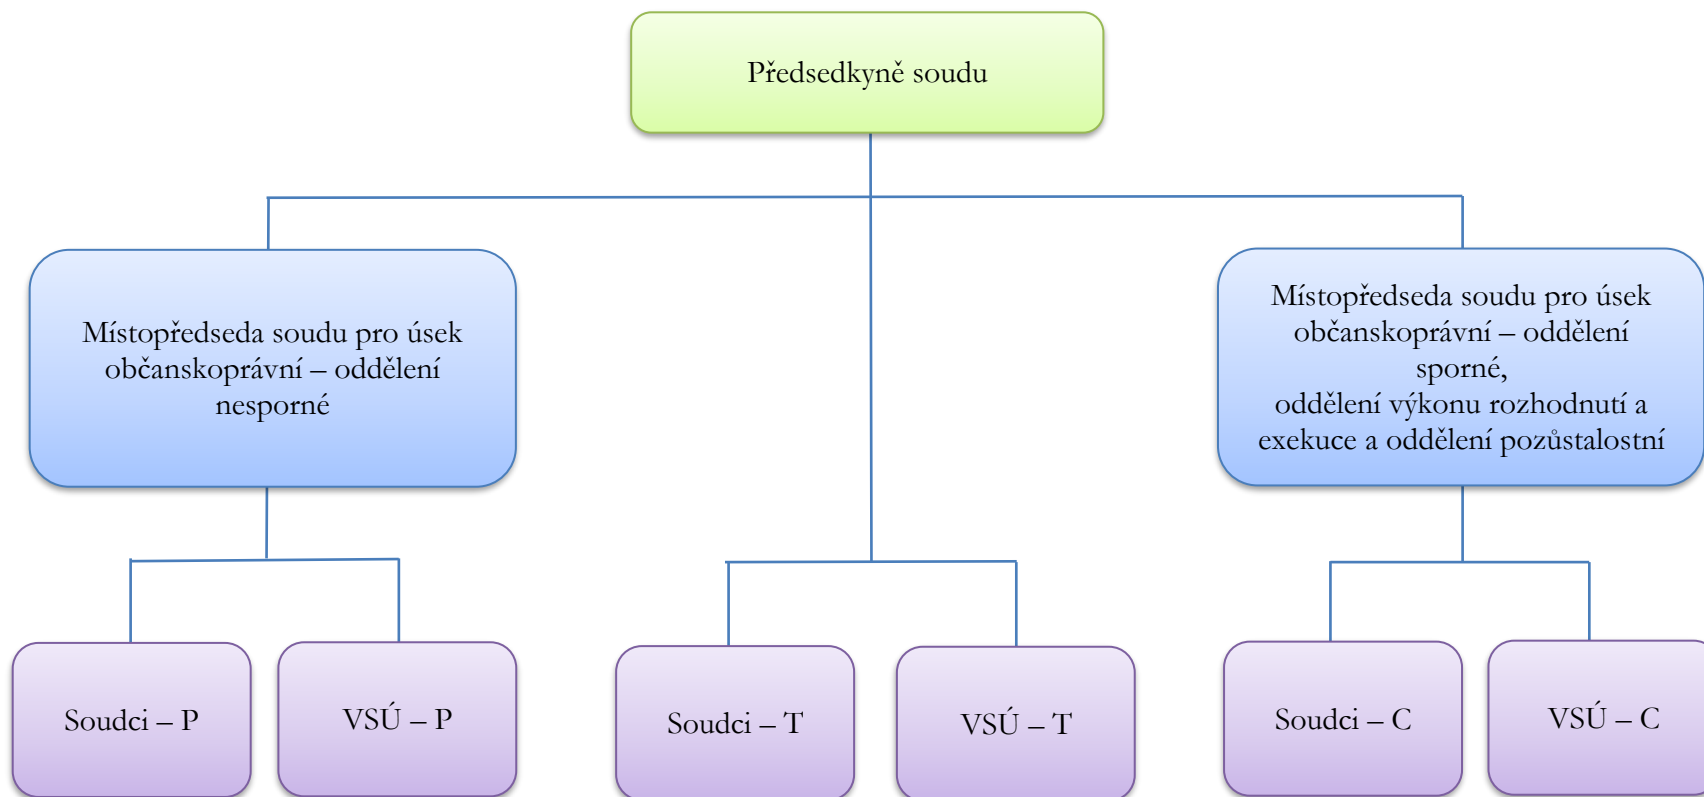 Předsedkyně soudu
Místopředseda soudu pro úsek
občanskoprávní – oddělení
nesporné
Místopředseda soudu pro úsek
občanskoprávní – oddělení
sporné,
oddělení výkonu rozhodnutí a
exekuce a oddělení pozůstalostní
Soudci – P
VSÚ – P
Soudci – T
VSÚ – T
Soudci – C
VSÚ – C